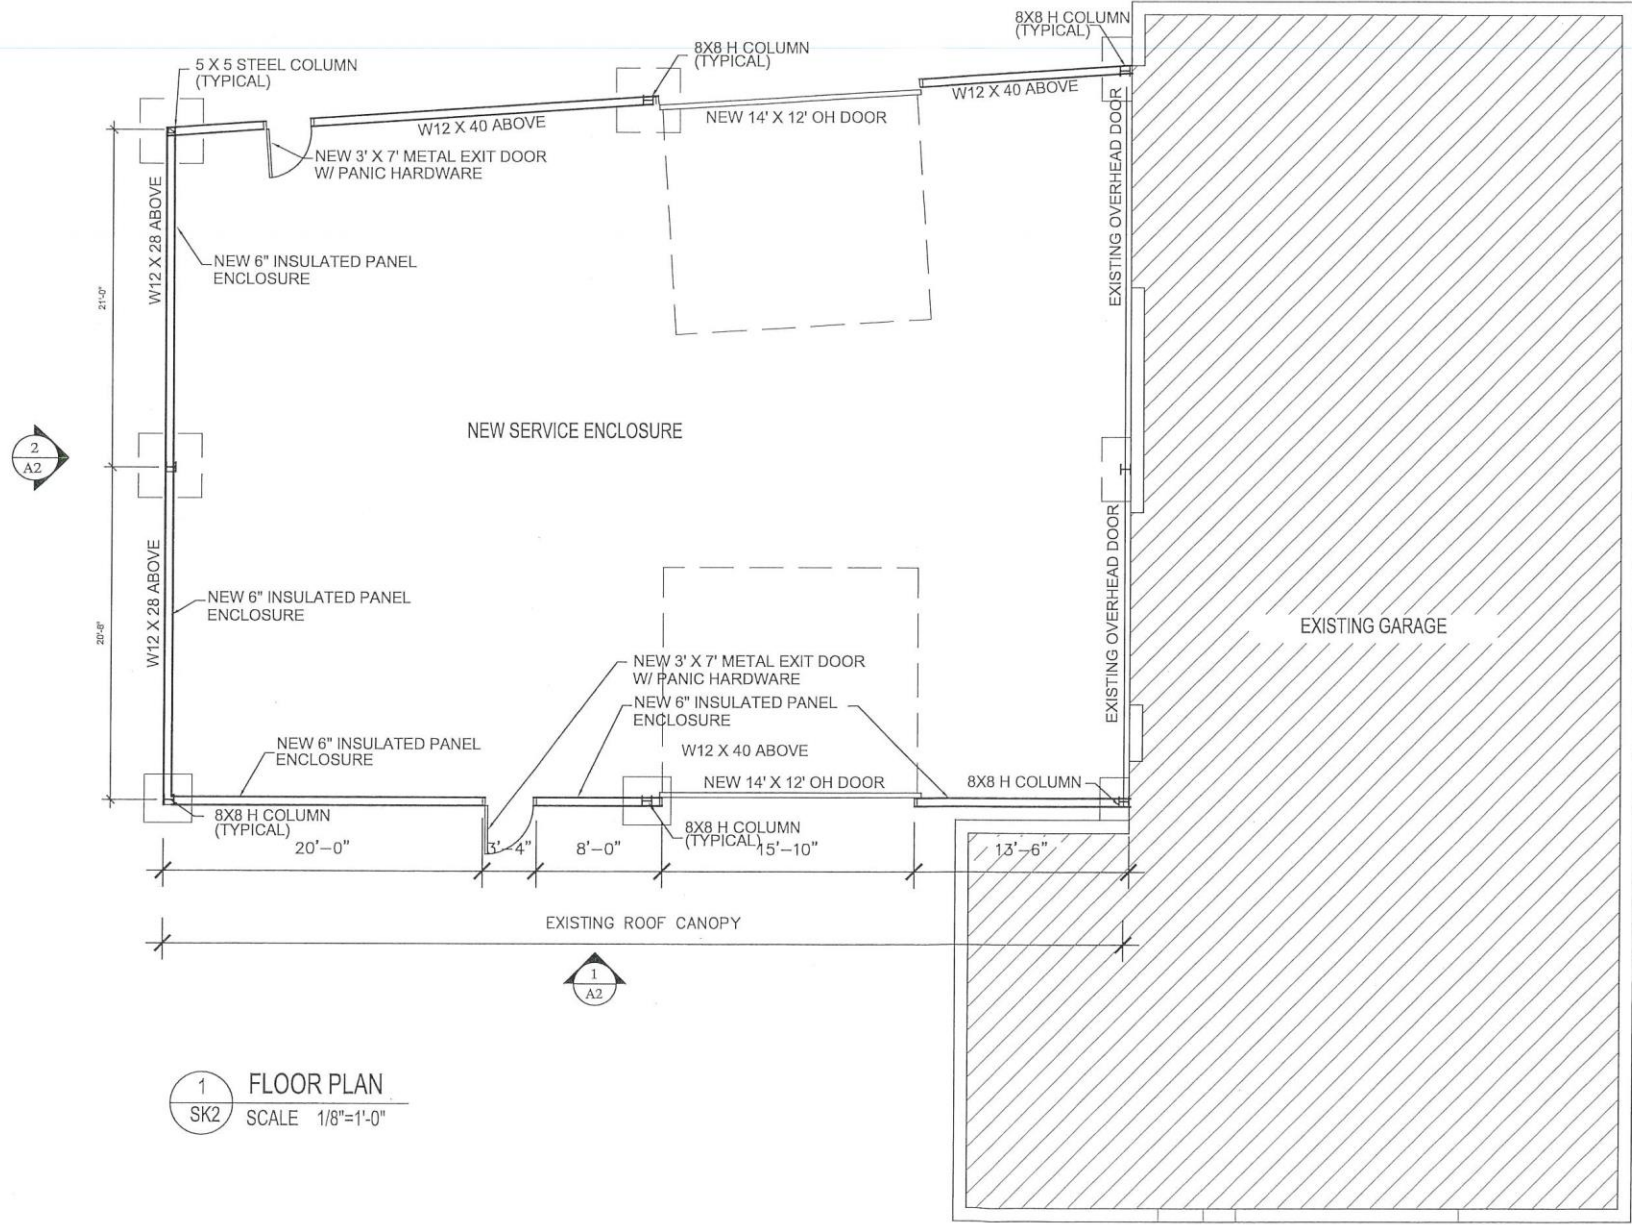 8X8 H COLUMN
(TYPICAL)
8X8 H COLUMN
(TYPICAL)
5 X 5 STEEL COLUMN
(TYPICAL)
W12 X 40 ABOVE
W12 X 40 ABOVE
NEW 14' X 12' OH DOOR
NEW 3' X 7' METAL EXIT DOOR
W/ PANIC HARDWARE
EXISTING OVERHEAD DOOR
W12 X 28 ABOVE
NEW 6" INSULATED PANEL
ENCLOSURE
21'-0"
NEW SERVICE ENCLOSURE
2
A2
EXISTING OVERHEAD DOOR
W12 X 28 ABOVE
NEW 6" INSULATED PANEL
ENCLOSURE
20'-8"
EXISTING GARAGE
NEW 3' X 7' METAL EXIT DOOR
W/ PANIC HARDWARE
NEW 6" INSULATED PANEL
ENCLOSURE
NEW 6" INSULATED PANEL
ENCLOSURE
W12 X 40 ABOVE
NEW 14' X 12' OH DOOR
8X8 H COLUMN
8X8 H COLUMN
(TYPICAL)
8X8 H COLUMN
(TYPICAL)
20'-0"
3'-4"
8'-0"
15'-10"
13'-6"
EXISTING ROOF CANOPY
1
A2
1
SK2
FLOOR PLAN
SCALE 1/8"=1'-0"